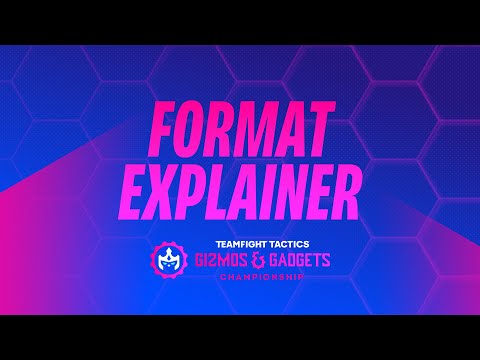 FORMAT
EXPLAINER
TEAMFIGHT TACTICS
GIZMOS & GADGETS
CHAMPIONSHIP